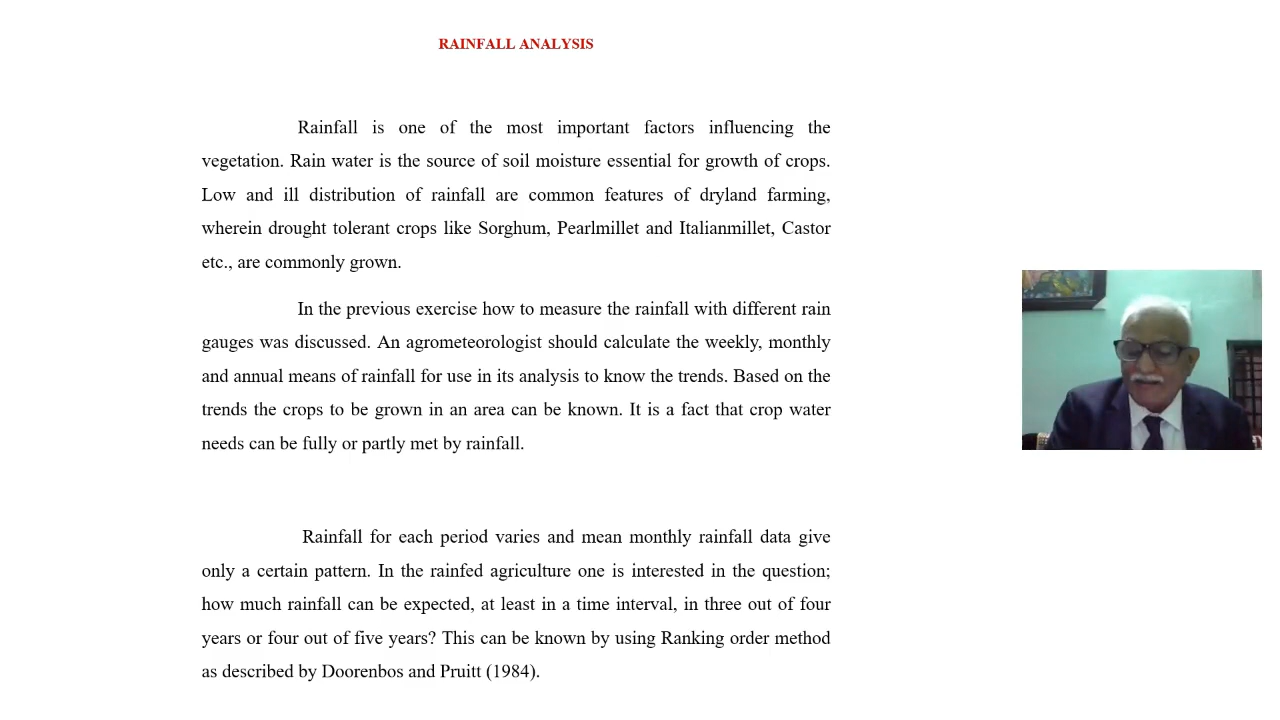 RAINFALL ANALYSIS
Rainfall is one of the most important factors influencing the
vegetation. Rain water is the source of soil moisture essential for growth of crops.
Low and ill distribution of rainfall are common features of dryland farming,
wherein drought tolerant crops like Sorghum, Pearlmillet and Italianmillet, Castor
etc., are commonly grown.
In the previous exercise how to measure the rainfall with different rain
gauges was discussed. An agrometeorologist should calculate the weekly, monthly
and annual means of rainfall for use in its analysis to know the trends. Based on the
trends the crops to be grown in an area can be known. It is a fact that crop water
needs can be fully or partly met by rainfall.
Rainfall for each period varies and mean monthly rainfall data give
only a certain pattern. In the rainfed agriculture one is interested in the question;
how much rainfall can be expected, at least in a time interval, in three out of four
years or four out of five years? This can be known by using Ranking order method
as described by Doorenbos and Pruitt (1984).